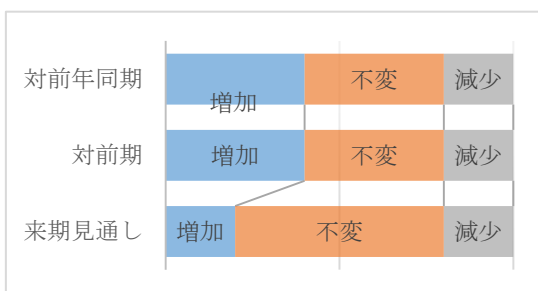 対前年同期 増加 不変 減少
対前期 増加 不変 減少
来期見通し 増加 不変 減少